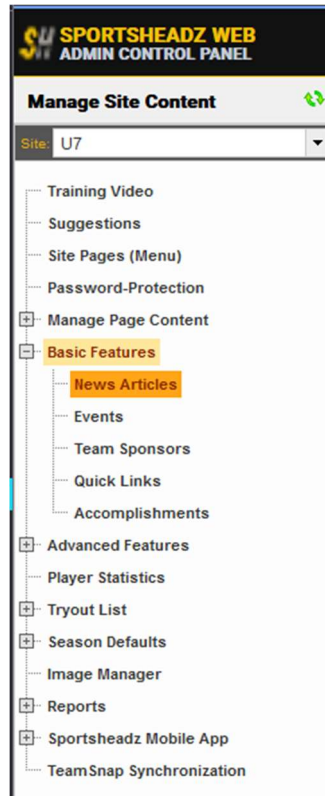 SH SPORTSHEADZ WEB
ADMIN CONTROL PANEL
Manage Site Content
Site: U7
Training Video
Suggestions
Site Pages (Menu)
Password-Protection
Manage Page Content
Basic Features
News Articles
Events
Team Sponsors
Quick Links
Accomplishments
Advanced Features
Player Statistics
Tryout List
Season Defaults
Image Manager
Reports
Sportsheadz Mobile App
TeamSnap Synchronization